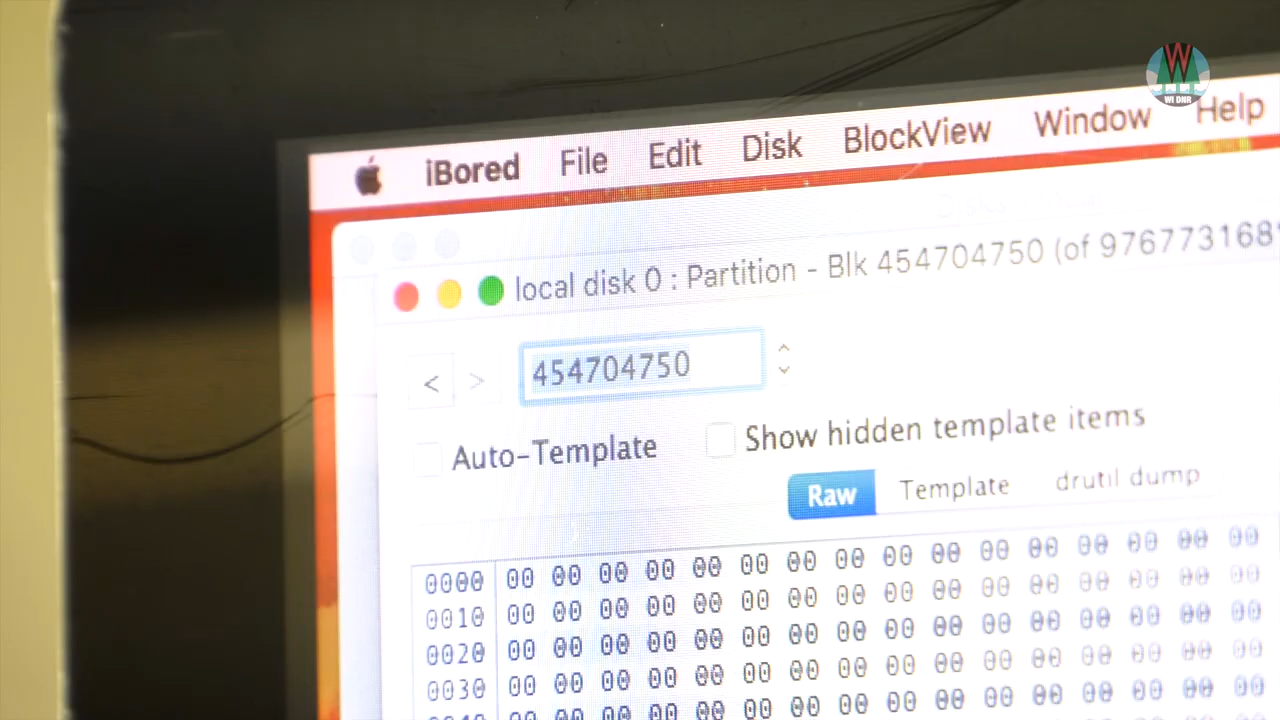 W
WI DNR
iBored File Edit Disk BlockView Window Help
local disk 0 : Partition - Blk 454704750 (of 976773168
< > 454704750
Auto-Template Show hidden template items
Raw Template drutil dump
0000 00 00 00 00 00 00 00 00 00 00 00 00 00 00 00 00
0010 00 00 00 00 00 00 00 00 00 00 00 00 00 00 00 00
0020 00 00 00 00 00 00 00 00 00 00 00 00 00 00 00 00
0030 00 00 00 00 00 00 00 00 00 00 00 00 00 00 00 00